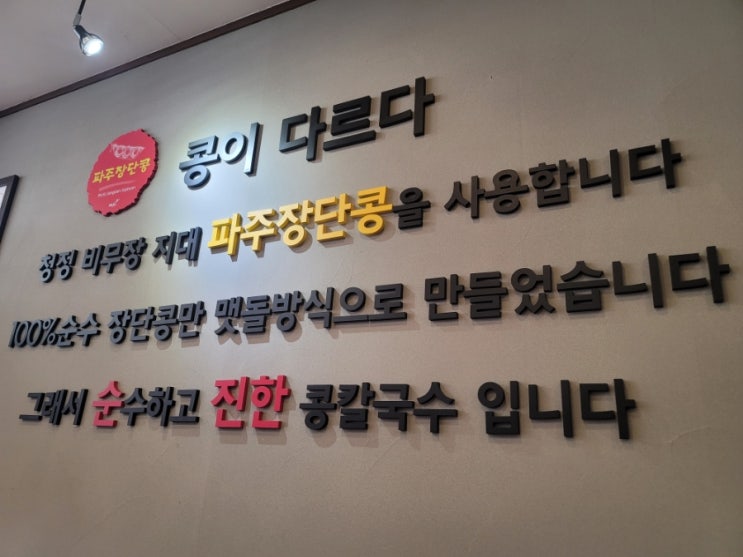 파주장단콩
콩이 다르다
청정 비무장 지대 파주장단콩을 사용합니다
100%순수 장단콩만 맷돌방식으로 만들었습니다
그래서 순수하고 진한 콩칼국수 입니다